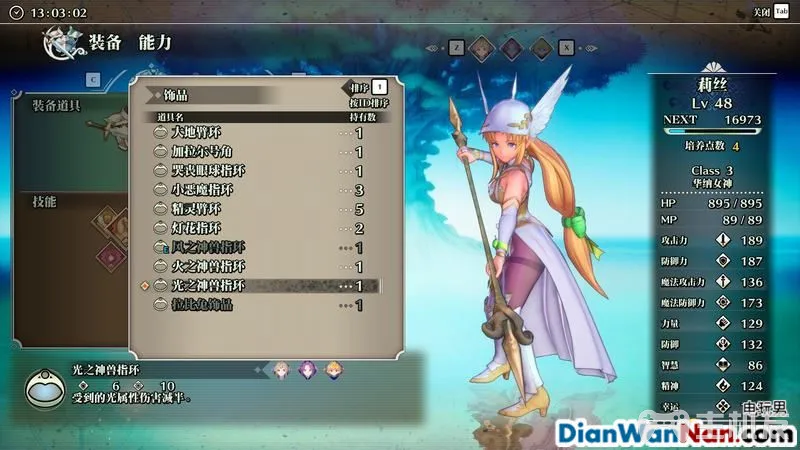 13:03:02
关闭 Tab
装备 能力
Z X
C
装备道具
技能
饰品
排序 1
按ID排序
道具名 持有数
大地臂环 1
加拉尔号角 1
哭丧眼球指环 1
小恶魔指环 3
精灵臂环 5
灯花指环 2
E 风之神兽指环 1
火之神兽指环 1
光之神兽指环 1
拉比兔饰品 1
光之神兽指环
6 10
受到的光属性伤害减半。
莉丝
Lv 48
NEXT 16973
培养点数 4
Class 3
华纳女神
HP 895/895
MP 89/89
攻击力 189
防御力 187
魔法攻击力 136
魔法防御力 173
力量 129
防御 132
智慧 86
精神 124
幸运
电玩男
DianWanNan.com